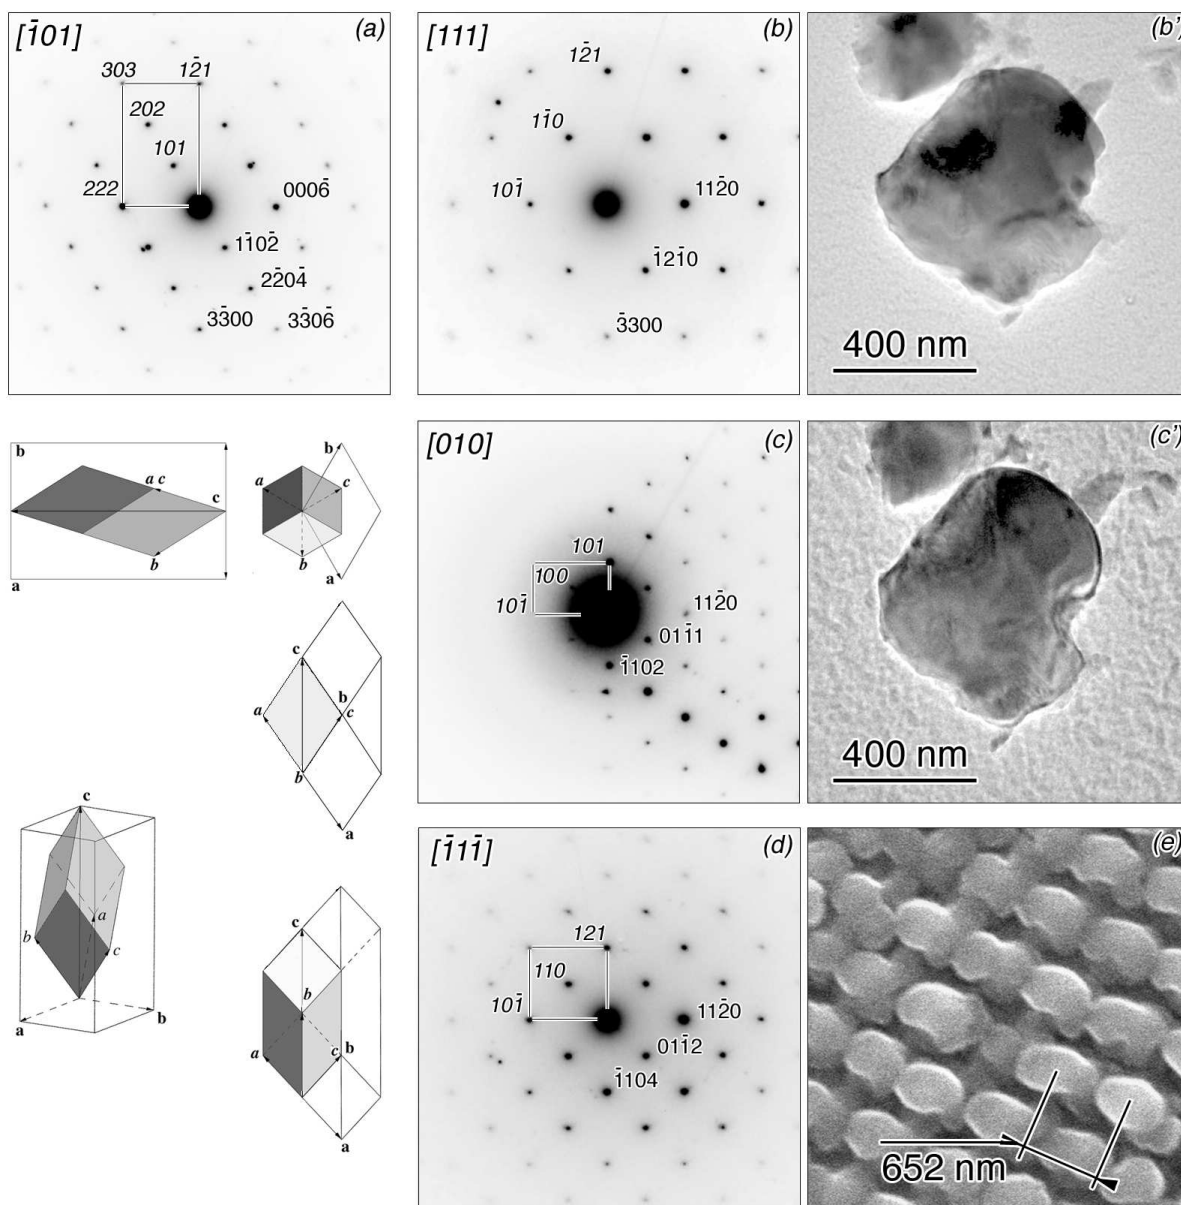 [1̄01]
(a)
303
12̄1
202
101
222
0006̄
11̄02̄
22̄04̄
33̄00
33̄06̄
[111]
(b)
12̄1
11̄0
101̄
112̄0
1̄21̄0
3̄300
(b')
400 nm
b
a c
c
b
a
b
a
c
b
a
[010]
(c)
101
100
101̄
112̄0
011̄1
1̄102
(c')
400 nm
c
b
a
c
b
a
c
a
b
c
a
b
c
b
a
c
b
a
[1̄11̄]
(d)
121
110
101̄
112̄0
011̄2
1̄104
(e)
652 nm